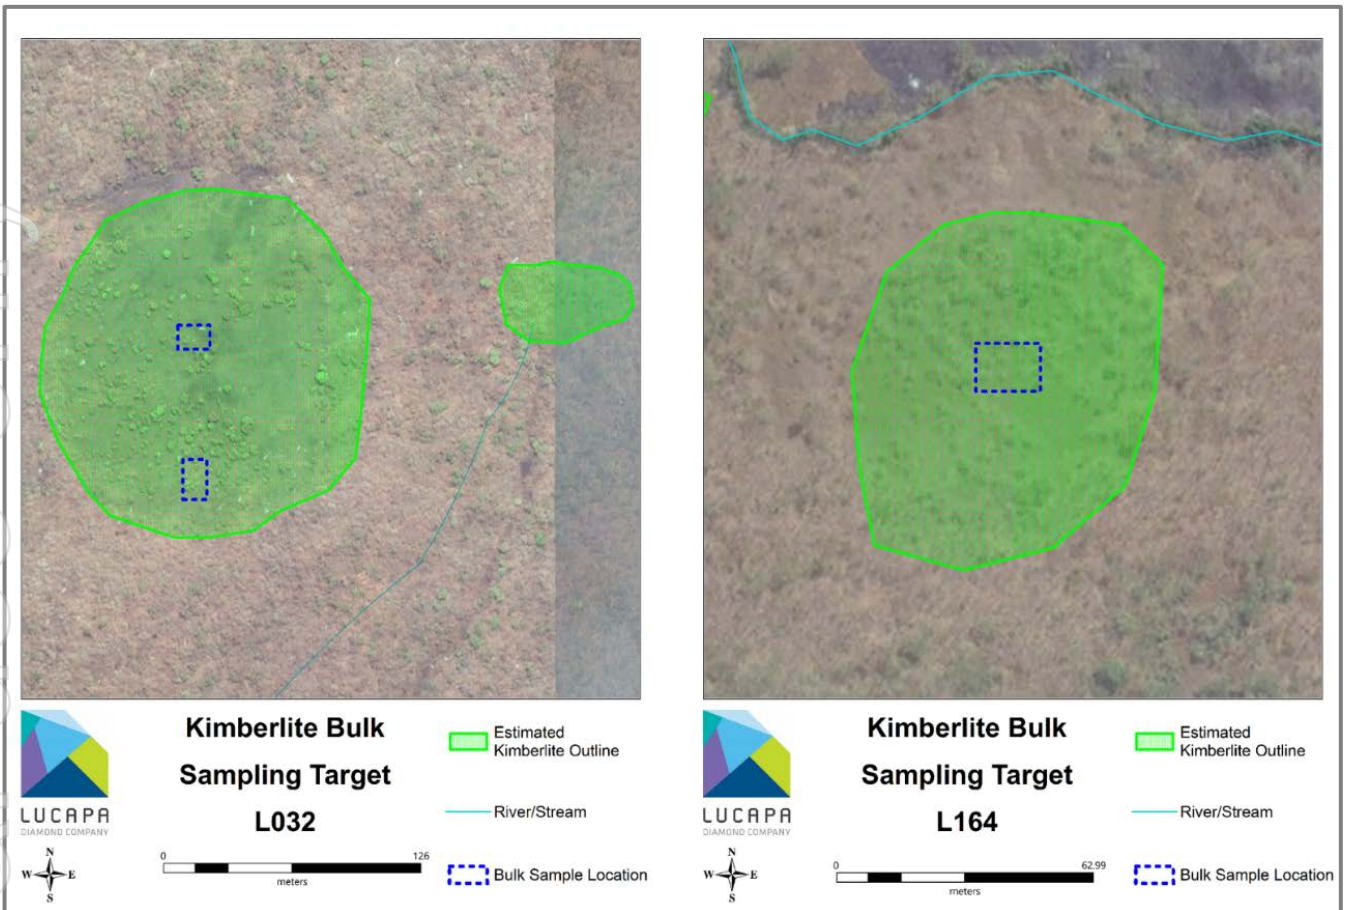 Kimberlite Bulk
Sampling Target
L032
LUCAPA
DIAMOND COMPANY
N
W E
S
0 126
meters
Estimated
Kimberlite Outline
River/Stream
Bulk Sample Location
Kimberlite Bulk
Sampling Target
L164
LUCAPA
DIAMOND COMPANY
N
W E
S
0 62.99
meters
Estimated
Kimberlite Outline
River/Stream
Bulk Sample Location